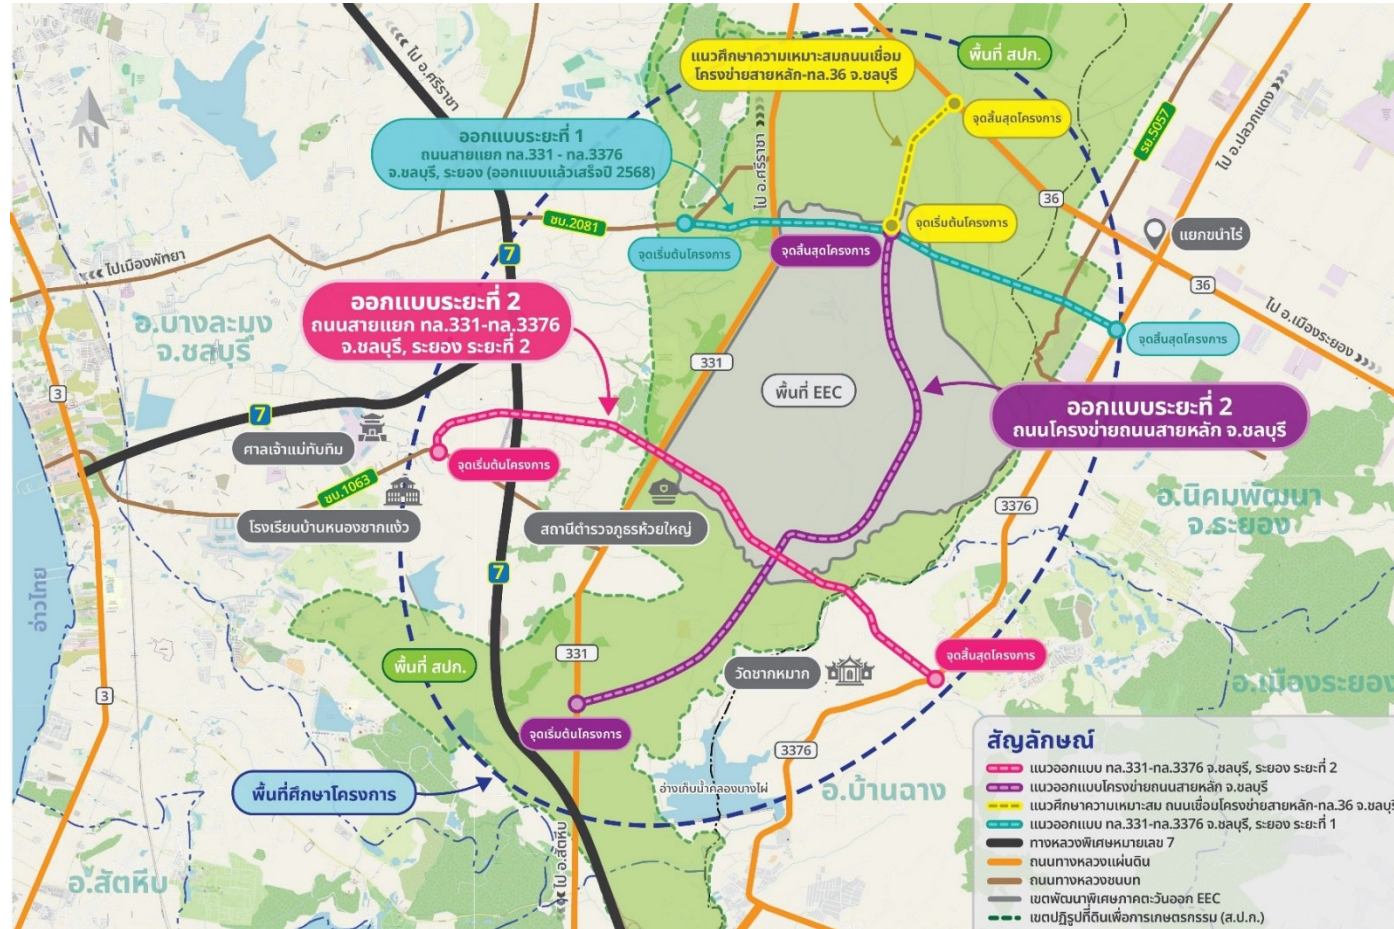 ❮❮❮ ไป อ.ศรีราชา
แนวศึกษาความเหมาะสมถนนเชื่อม
โครงข่ายสายหลัก-ทล.36 จ.ชลบุรี
พื้นที่ สปก.
N
ออกแบบระยะที่ 1
ถนนสายแยก ทล.331 - ทล.3376
จ.ชลบุรี, ระยอง (ออกแบบแล้วเสร็จปี 2568)
ไป อ.ศรีราชา ❯❯❯
จุดสิ้นสุดโครงการ
รย.5057
ไป อ.ปลวกแดง ❯❯❯
36
ชบ.2081
จุดเริ่มต้นโครงการ
แยกขนำไร่
❮❮❮ ไปเมืองพัทยา
7
จุดเริ่มต้นโครงการ
จุดสิ้นสุดโครงการ
36
ออกแบบระยะที่ 2
ถนนสายแยก ทล.331-ทล.3376
จ.ชลบุรี, ระยอง ระยะที่ 2
อ.บางละมุง
จ.ชลบุรี
ไป อ.เมืองระยอง ❯❯❯
จุดสิ้นสุดโครงการ
331
3
พื้นที่ EEC
7
ออกแบบระยะที่ 2
ถนนโครงข่ายถนนสายหลัก จ.ชลบุรี
ศาลเจ้าแม่ทับทิม
จุดเริ่มต้นโครงการ
ชบ.1063
อ.นิคมพัฒนา
จ.ระยอง
3376
โรงเรียนบ้านหนองซากแง้ว
สถานีตำรวจภูธรห้วยใหญ่
7
อ่าวไทย
331
พื้นที่ สปก.
จุดสิ้นสุดโครงการ
วัดชากหมาก
อ.เมืองระยอง
3
จุดเริ่มต้นโครงการ
3376
พื้นที่ศึกษาโครงการ
อ่างเก็บน้ำคลองบางไผ่
อ.บ้านฉาง
❮❮❮ ไป อ.สัตหีบ
อ.สัตหีบ
สัญลักษณ์
แนวออกแบบ ทล.331-ทล.3376 จ.ชลบุรี, ระยอง ระยะที่ 2
แนวออกแบบโครงข่ายถนนสายหลัก จ.ชลบุรี
แนวศึกษาความเหมาะสม ถนนเชื่อมโครงข่ายสายหลัก-ทล.36 จ.ชลบุรี
แนวออกแบบ ทล.331-ทล.3376 จ.ชลบุรี, ระยอง ระยะที่ 1
ทางหลวงพิเศษหมายเลข 7
ถนนทางหลวงแผ่นดิน
ถนนทางหลวงชนบท
เขตพัฒนาพิเศษภาคตะวันออก EEC
เขตปฏิรูปที่ดินเพื่อการเกษตรกรรม (ส.ป.ก.)